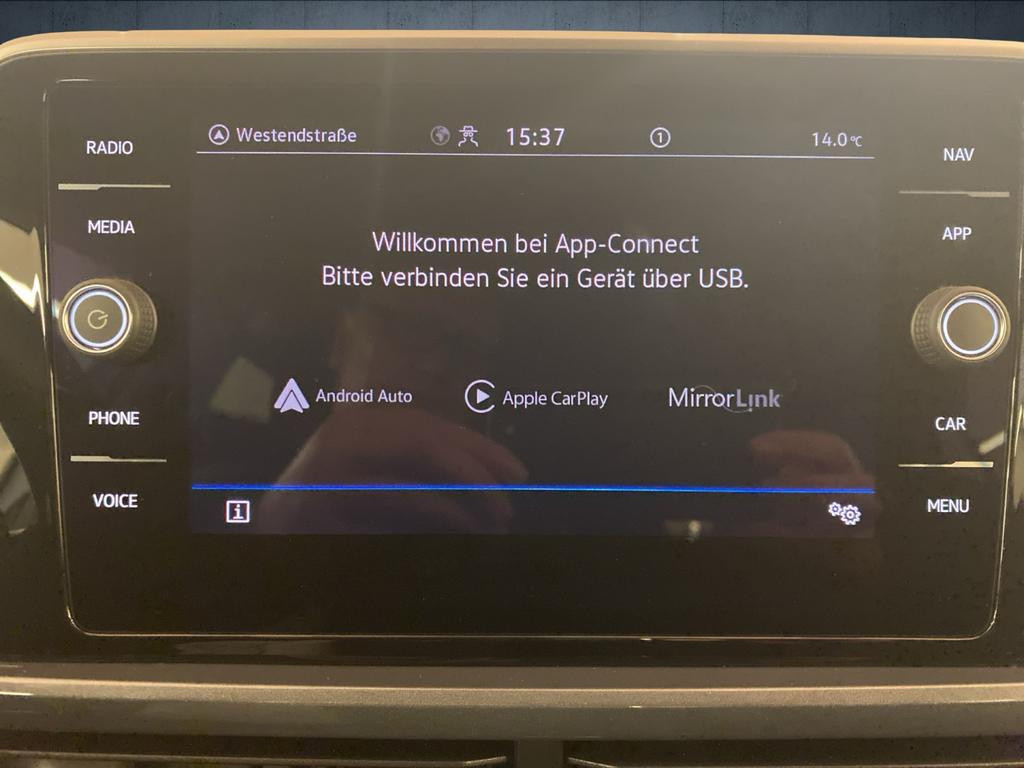 Westendstraße 15:37 1 14.0°C
RADIO
NAV
MEDIA
APP
Willkommen bei App-Connect
Bitte verbinden Sie ein Gerät über USB.
Android Auto
Apple CarPlay
MirrorLink
PHONE
CAR
VOICE
MENU
i